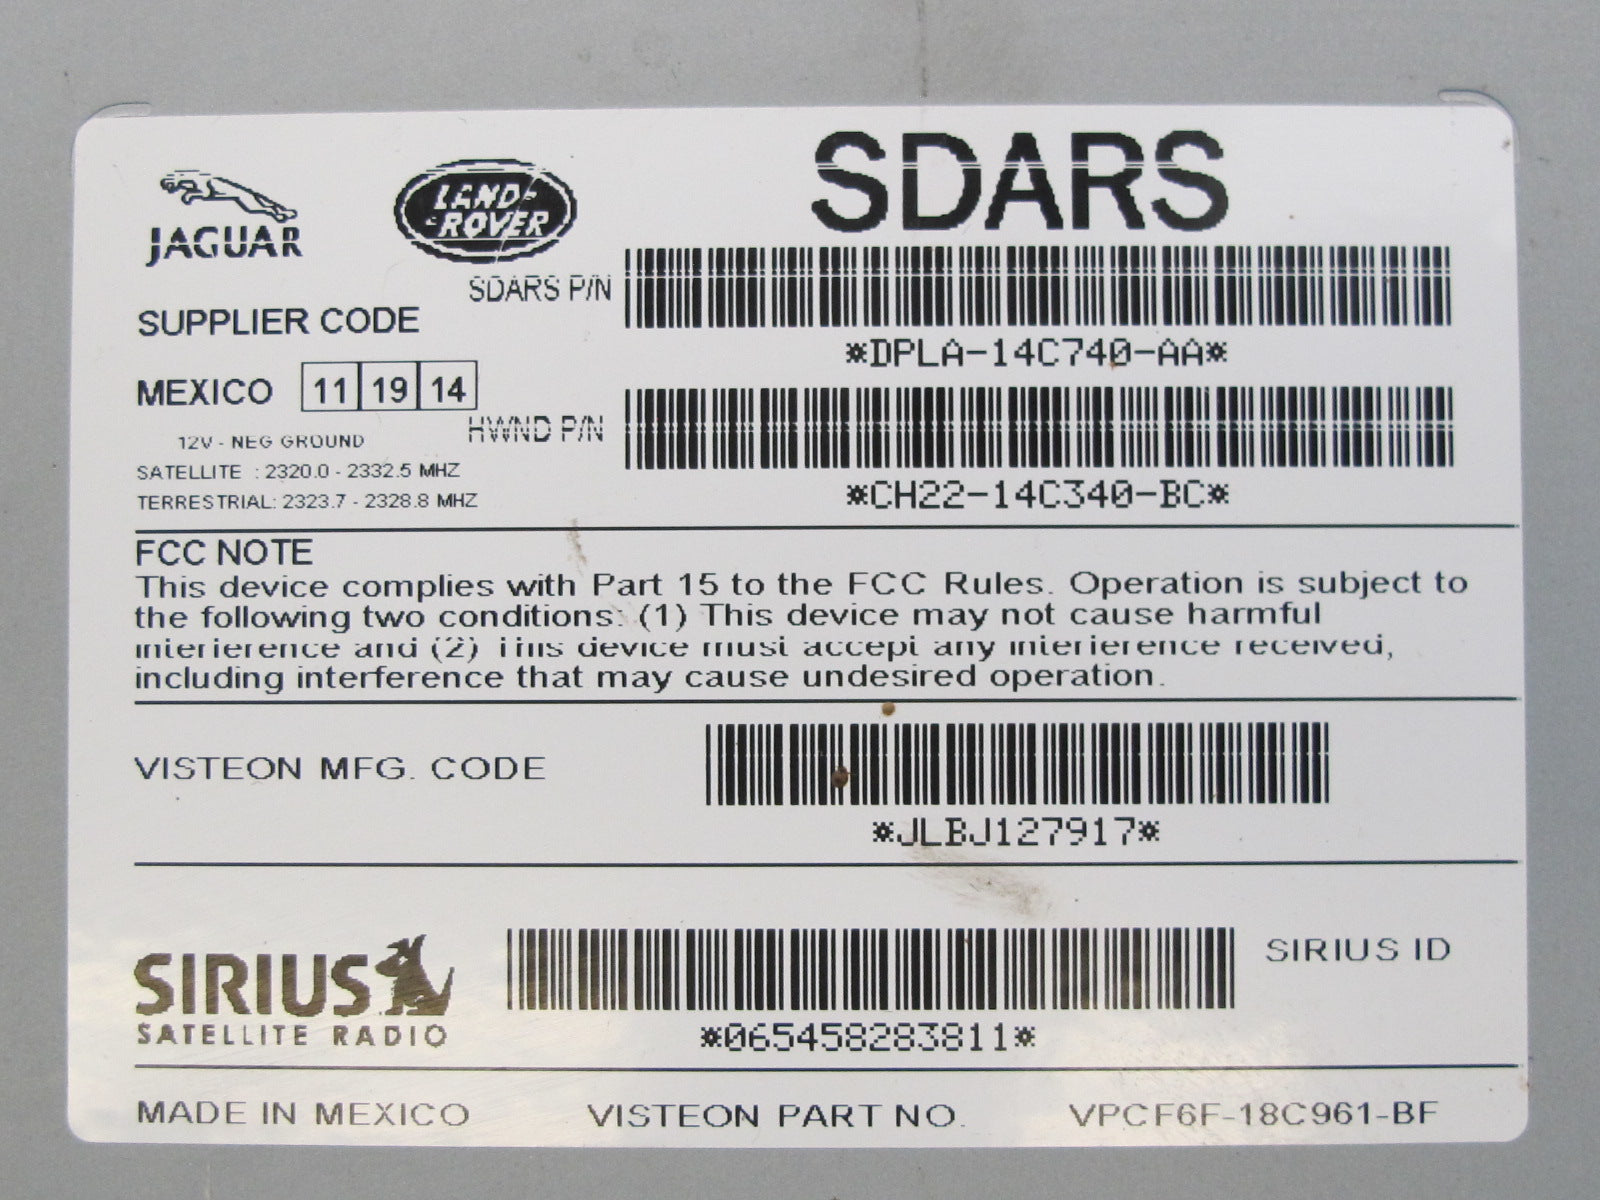 SDARS
JAGUAR
LAND-
-ROVER
SDARS P/N
*DPLA-14C740-AA*
SUPPLIER CODE
MEXICO 11 19 14
HWND P/N
*CH22-14C340-BC*
12V - NEG GROUND
SATELLITE : 2320.0 - 2332.5 MHZ
TERRESTRIAL: 2323.7 - 2328.8 MHZ
FCC NOTE
This device complies with Part 15 to the FCC Rules. Operation is subject to
the following two conditions: (1) This device may not cause harmful
interference and (2) This device must accept any interference received,
including interference that may cause undesired operation.
VISTEON MFG. CODE
*JLBJ127917*
SIRIUS
SATELLITE RADIO
*065458283811*
SIRIUS ID
MADE IN MEXICO VISTEON PART NO. VPCF6F-18C961-BF